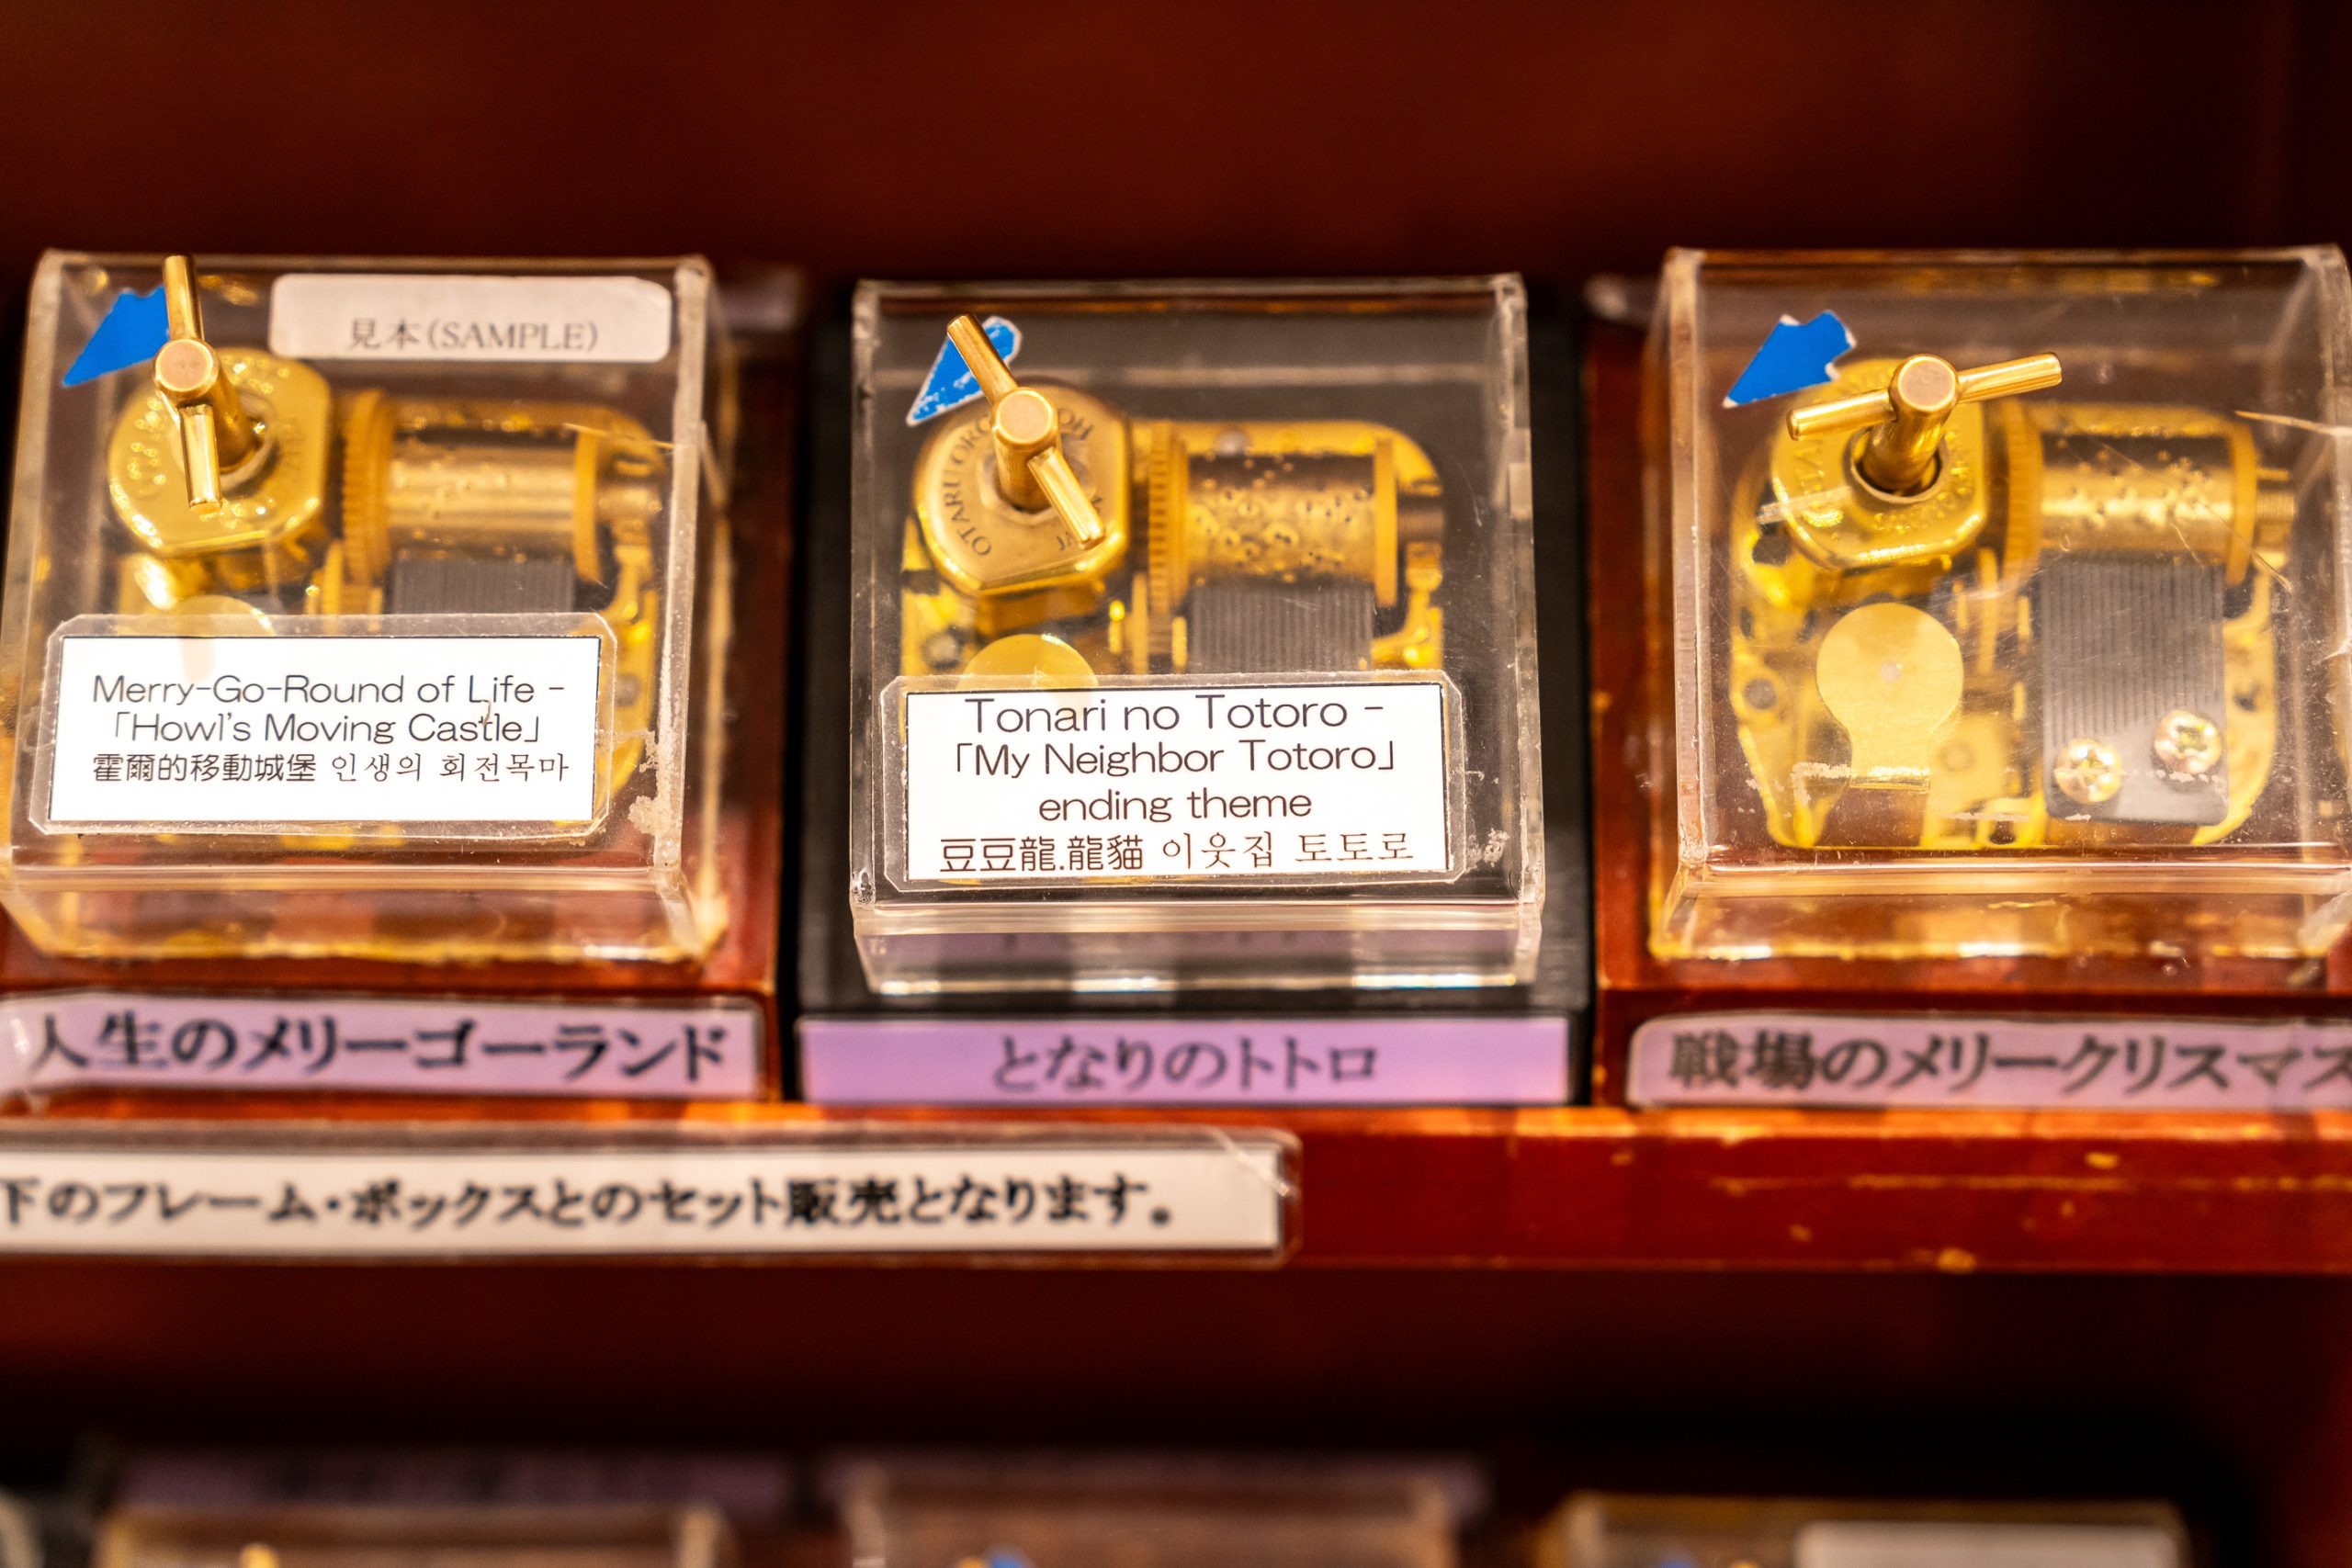 見本(SAMPLE)
Merry-Go-Round of Life -
「Howl's Moving Castle」
霍爾的移動城堡 인생의 회전목마
人生のメリーゴーランド
OTARU ORGO
Tonari no Totoro -
「My Neighbor Totoro」
ending theme
豆豆龍.龍貓 이웃집 토토로
となりのトトロ
戦場のメリークリスマス
下のフレーム・ボックスとのセット販売となります。